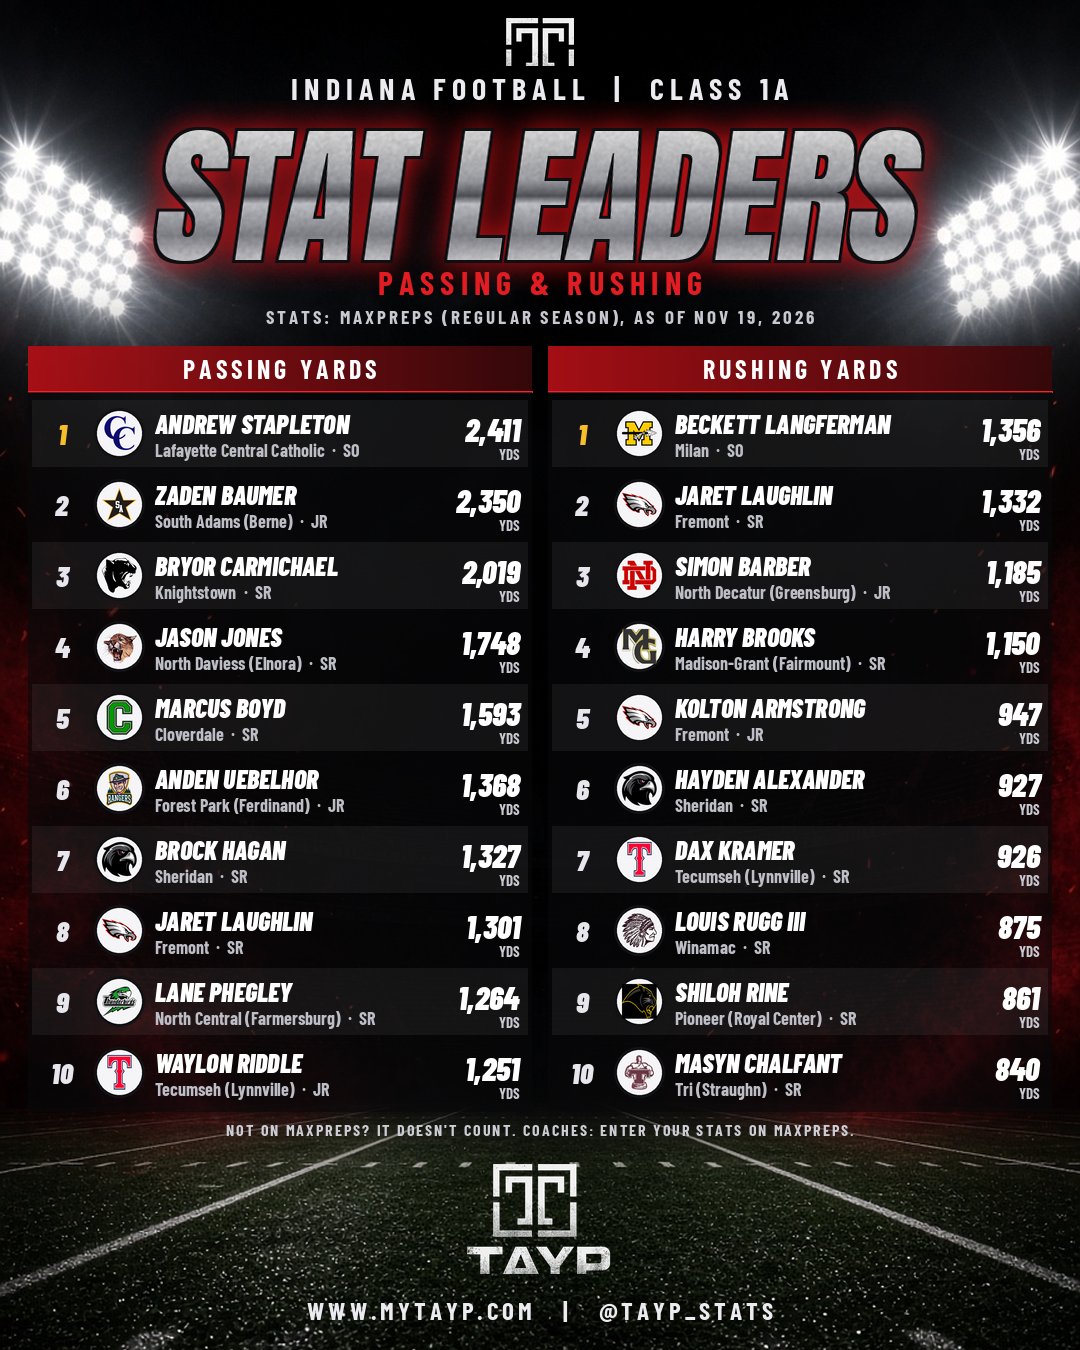 INDIANA FOOTBALL | CLASS 1A
STAT LEADERS
PASSING & RUSHING
STATS: MAXPREPS (REGULAR SEASON), AS OF NOV 19, 2026
PASSING YARDS
1 ANDREW STAPLETON 2,411
Lafayette Central Catholic · SO YDS
2 ZADEN BAUMER 2,350
South Adams (Berne) · JR YDS
3 BRYOR CARMICHAEL 2,019
Knightstown · SR YDS
4 JASON JONES 1,748
North Daviess (Elnora) · SR YDS
5 MARCUS BOYD 1,593
Cloverdale · SR YDS
6 ANDEN UEBELHOR 1,368
Forest Park (Ferdinand) · JR YDS
7 BROCK HAGAN 1,327
Sheridan · SR YDS
8 JARET LAUGHLIN 1,301
Fremont · SR YDS
9 LANE PHEGLEY 1,264
North Central (Farmersburg) · SR YDS
10 WAYLON RIDDLE 1,251
Tecumseh (Lynnville) · JR YDS
RUSHING YARDS
1 BECKETT LANGFERMAN 1,356
Milan · SO YDS
2 JARET LAUGHLIN 1,332
Fremont · SR YDS
3 SIMON BARBER 1,185
North Decatur (Greensburg) · JR YDS
4 HARRY BROOKS 1,150
Madison-Grant (Fairmount) · SR YDS
5 KOLTON ARMSTRONG 947
Fremont · JR YDS
6 HAYDEN ALEXANDER 927
Sheridan · SR YDS
7 DAX KRAMER 926
Tecumseh (Lynnville) · SR YDS
8 LOUIS RUGG III 875
Winamac · SR YDS
9 SHILOH RINE 861
Pioneer (Royal Center) · SR YDS
10 MASYN CHALFANT 840
Tri (Straughn) · SR YDS
NOT ON MAXPREPS? IT DOESN'T COUNT. COACHES: ENTER YOUR STATS ON MAXPREPS.
TAYP
WWW.MYTAYP.COM | @TAYP_STATS